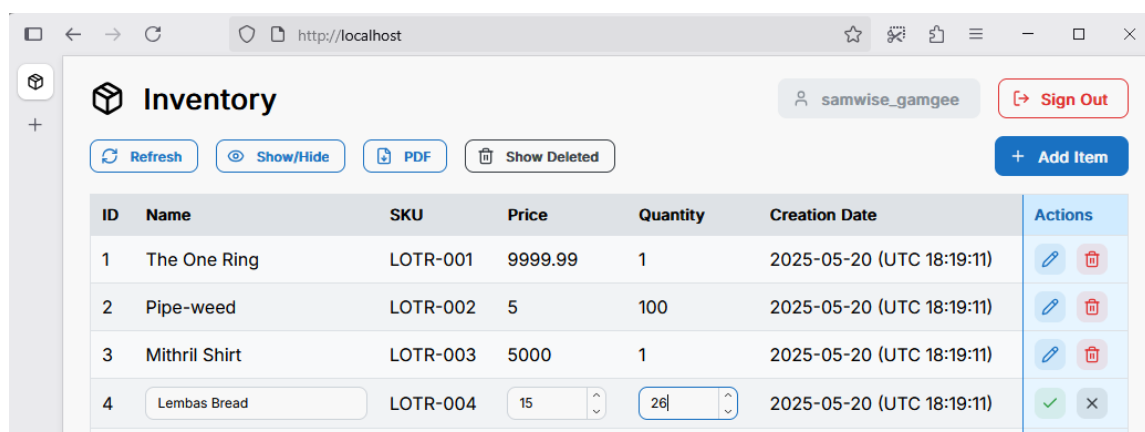 http://localhost
Inventory samwise_gamgee Sign Out
Refresh Show/Hide PDF Show Deleted + Add Item
ID Name SKU Price Quantity Creation Date Actions
1 The One Ring LOTR-001 9999.99 1 2025-05-20 (UTC 18:19:11)
2 Pipe-weed LOTR-002 5 100 2025-05-20 (UTC 18:19:11)
3 Mithril Shirt LOTR-003 5000 1 2025-05-20 (UTC 18:19:11)
4 Lembas Bread LOTR-004 15 26 2025-05-20 (UTC 18:19:11)